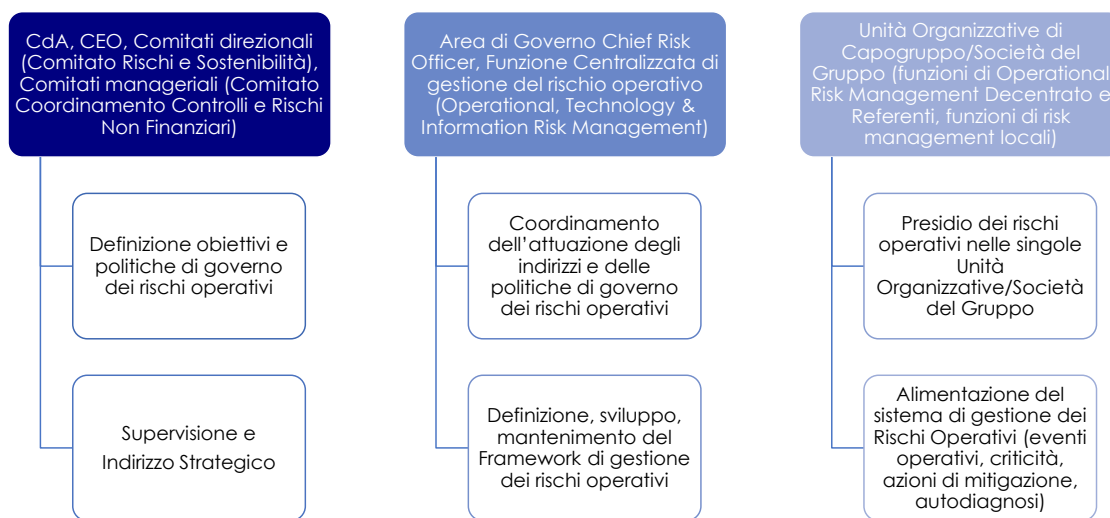 CdA, CEO, Comitati direzionali
(Comitato Rischi e Sostenibilità),
Comitati manageriali (Comitato
Coordinamento Controlli e Rischi
Non Finanziari)
Definizione obiettivi e
politiche di governo
dei rischi operativi
Supervisione e
Indirizzo Strategico
Area di Governo Chief Risk
Officer, Funzione Centralizzata di
gestione del rischio operativo
(Operational, Technology &
Information Risk Management)
Coordinamento
dell’attuazione degli
indirizzi e delle
politiche di governo
dei rischi operativi
Definizione, sviluppo,
mantenimento del
Framework di gestione
dei rischi operativi
Unità Organizzative di
Capogruppo/Società del
Gruppo (funzioni di Operational
Risk Management Decentrato e
Referenti, funzioni di risk
management locali)
Presidio dei rischi
operativi nelle singole
Unità
Organizzative/Società
del Gruppo
Alimentazione del
sistema di gestione dei
Rischi Operativi (eventi
operativi, criticità,
azioni di mitigazione,
autodiagnosi)